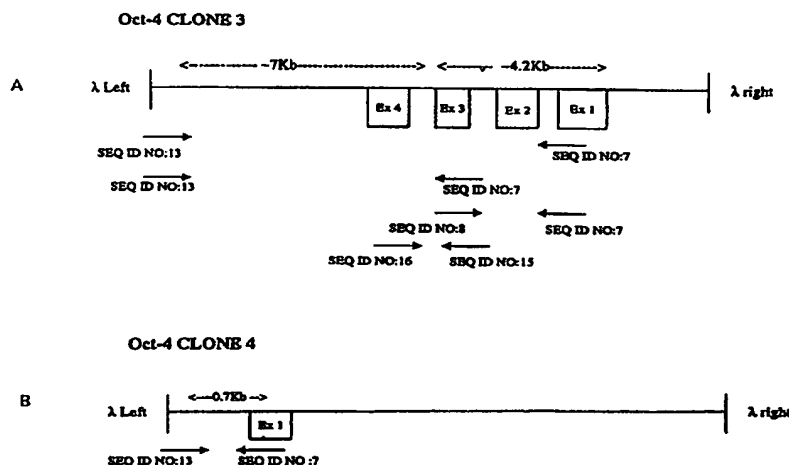 Oct-4 CLONE 3
~7Kb ~4.2Kb
A
λ Left Ex 4 Ex 3 Ex 2 Ex 1 λ right
SEQ ID NO:13 SEQ ID NO:7
SEQ ID NO:13 SEQ ID NO:7
SEQ ID NO:8 SEQ ID NO:7
SEQ ID NO:16 SEQ ID NO:15
Oct-4 CLONE 4
0.7Kb
B
λ Left Ex 1 λ right
SEQ ID NO:13 SEQ ID NO:7